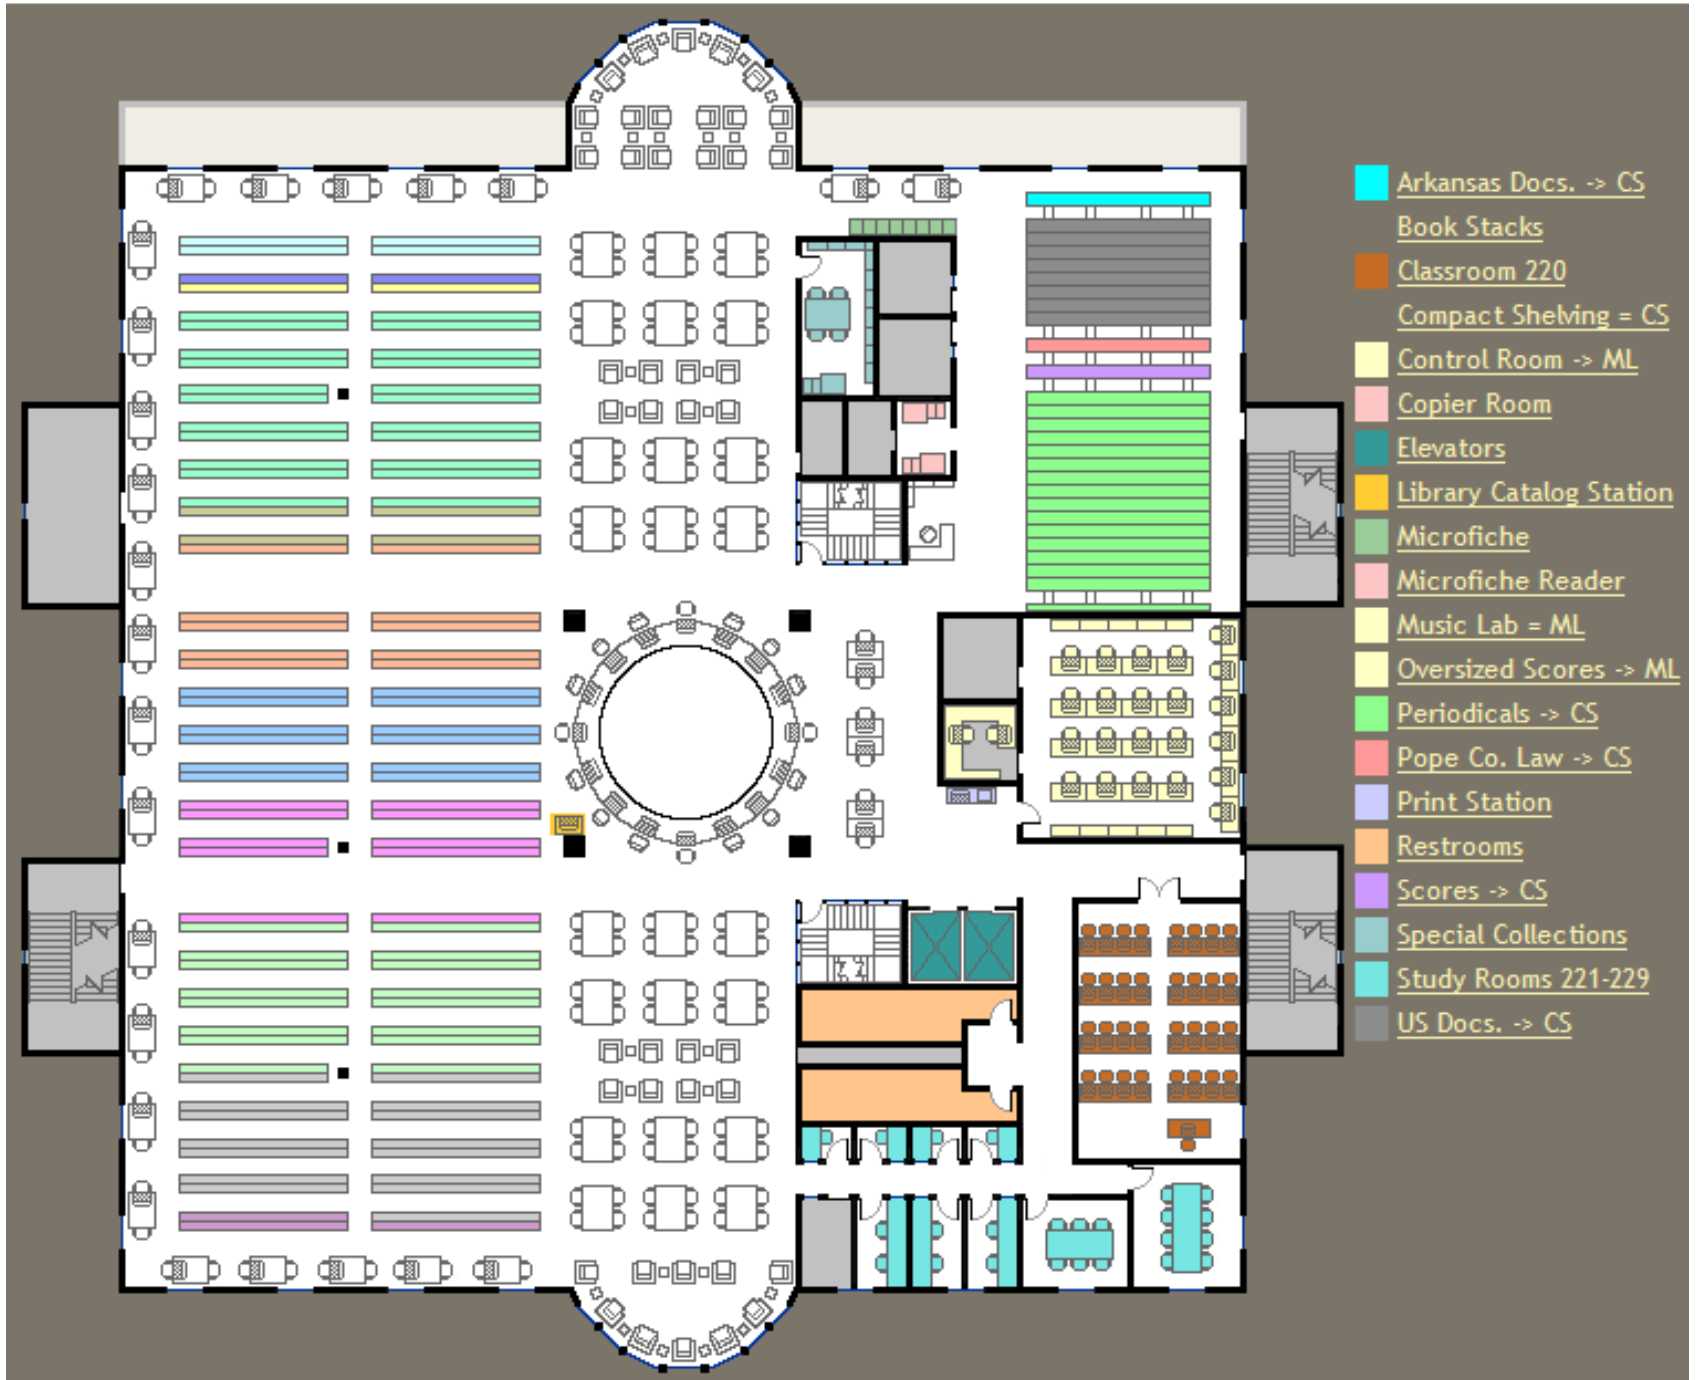 Arkansas Docs. -> CS
Book Stacks
Classroom 220
Compact Shelving = CS
Control Room -> ML
Copier Room
Elevators
Library Catalog Station
Microfiche
Microfiche Reader
Music Lab = ML
Oversized Scores -> ML
Periodicals -> CS
Pope Co. Law -> CS
Print Station
Restrooms
Scores -> CS
Special Collections
Study Rooms 221-229
US Docs. -> CS